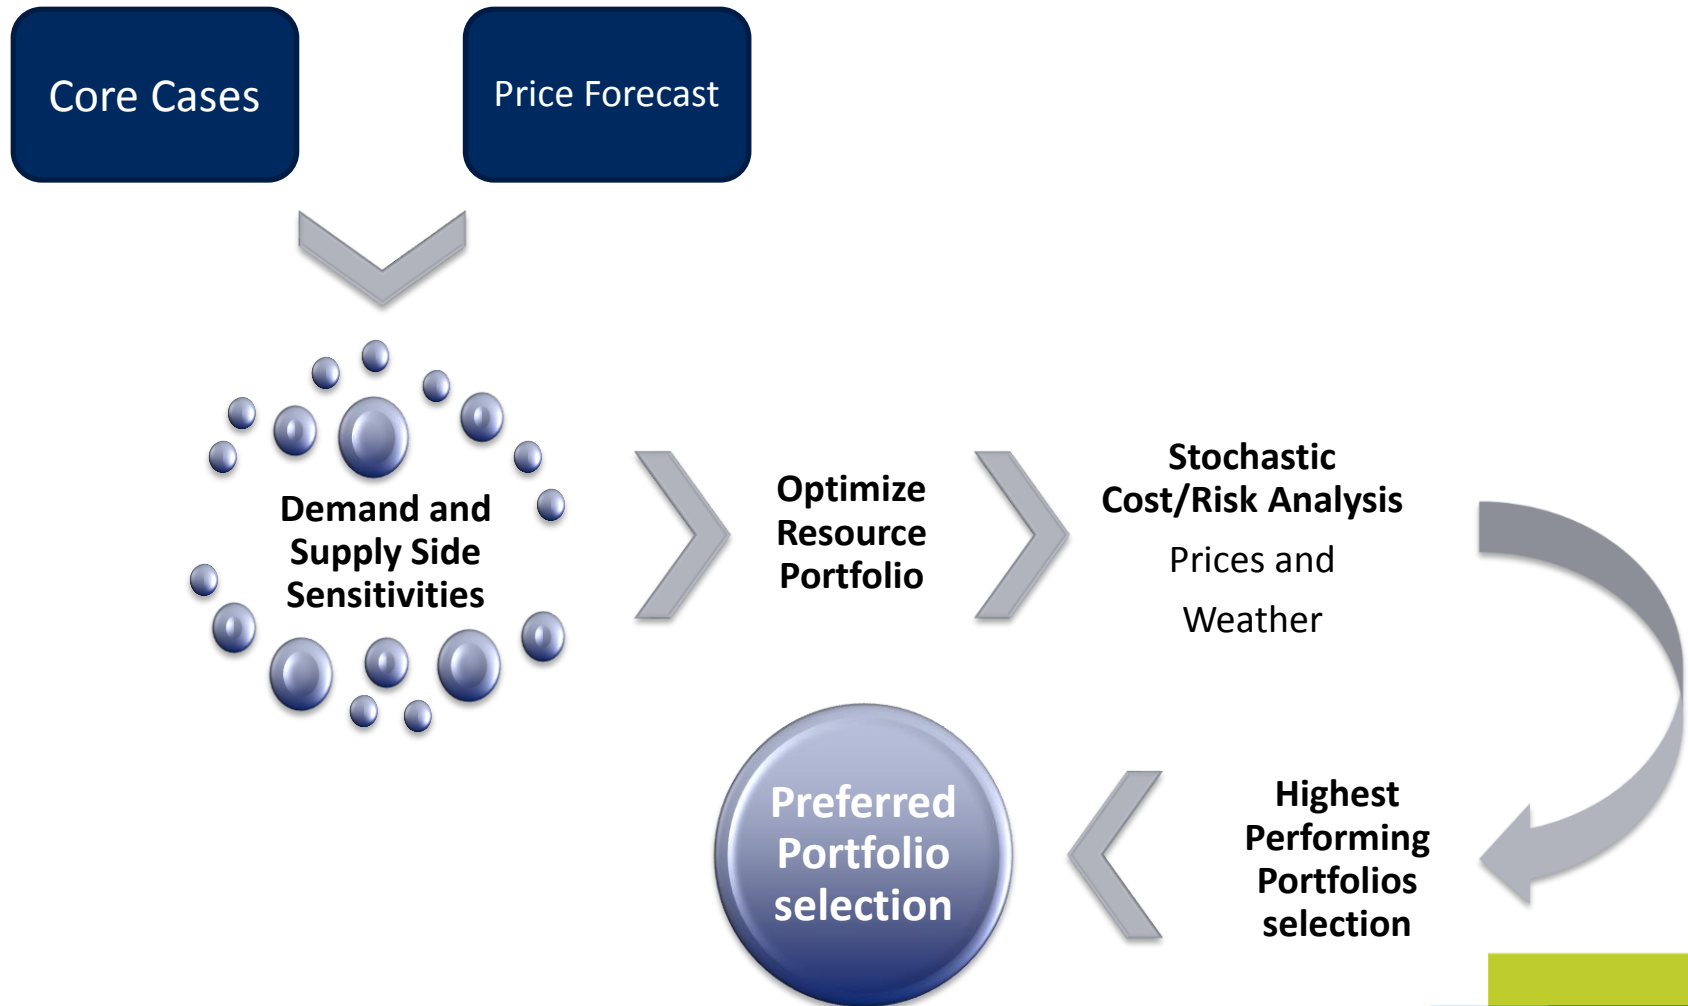 Core Cases
Price Forecast
Demand and
Supply Side
Sensitivities
Optimize
Resource
Portfolio
Stochastic
Cost/Risk Analysis
Prices and
Weather
Highest
Performing
Portfolios
selection
Preferred
Portfolio
selection